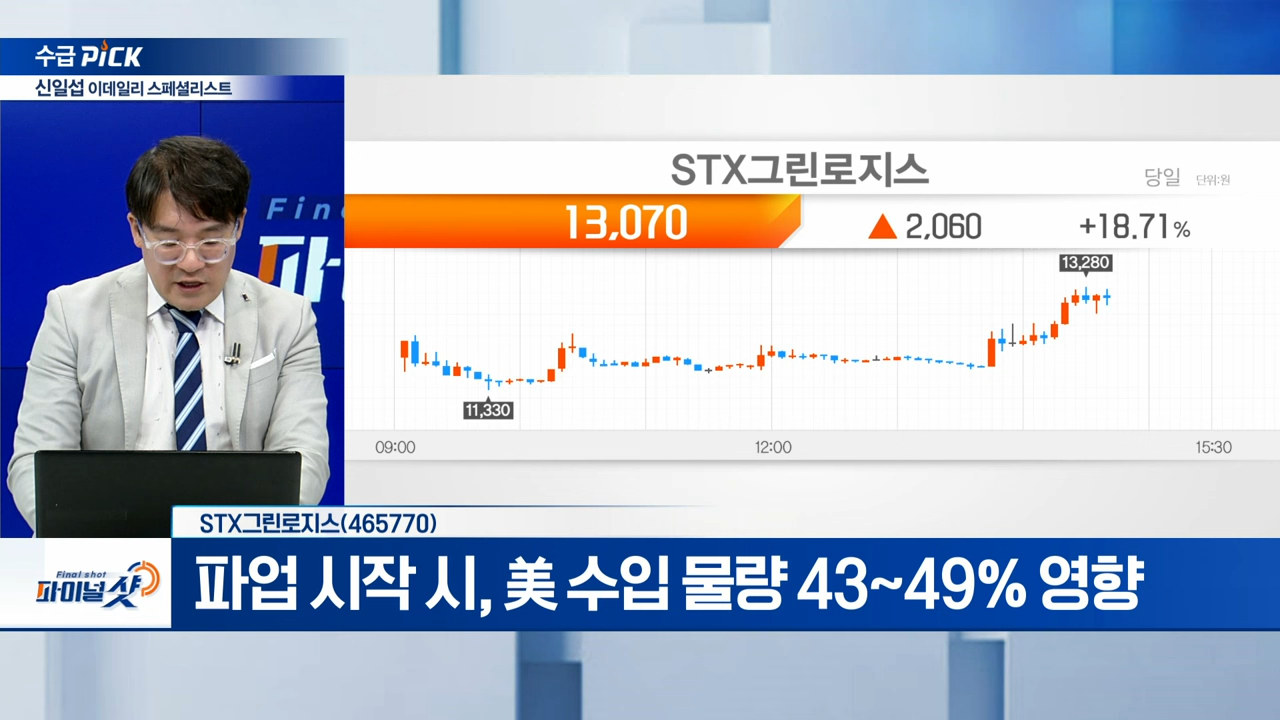 수급 PiCK
신일섭 이데일리 스페셜리스트
Fin
파
STX그린로지스
당일 단위:원
13,070 ▲ 2,060 +18.71%
13,280
11,330
09:00 12:00 15:30
STX그린로지스(465770)
Final shot
파이널샷
파업 시작 시, 美 수입 물량 43~49% 영향